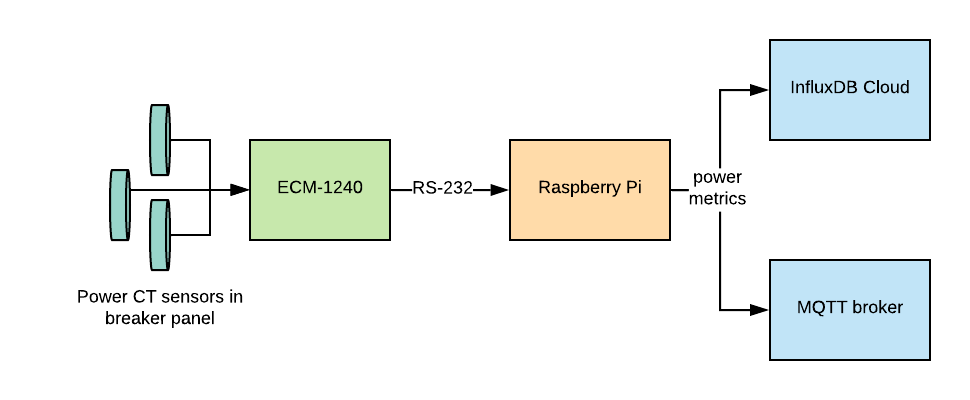 Power CT sensors in
breaker panel
ECM-1240
RS-232
Raspberry Pi
power
metrics
InfluxDB Cloud
MQTT broker